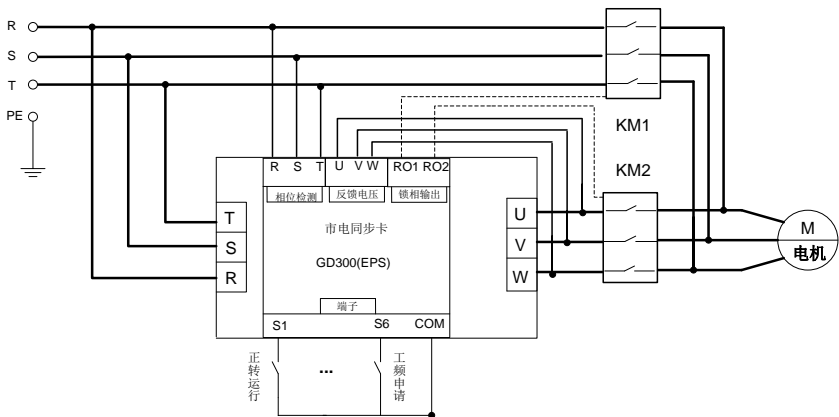 R
S
T
PE
KM1
KM2
R S T U V W RO1 RO2
相位检测 反馈电压 锁相输出
T
S
R
市电同步卡
GD300(EPS)
U
V
W
M
电机
端子
S1 S6 COM
正转运行
...
工频申请